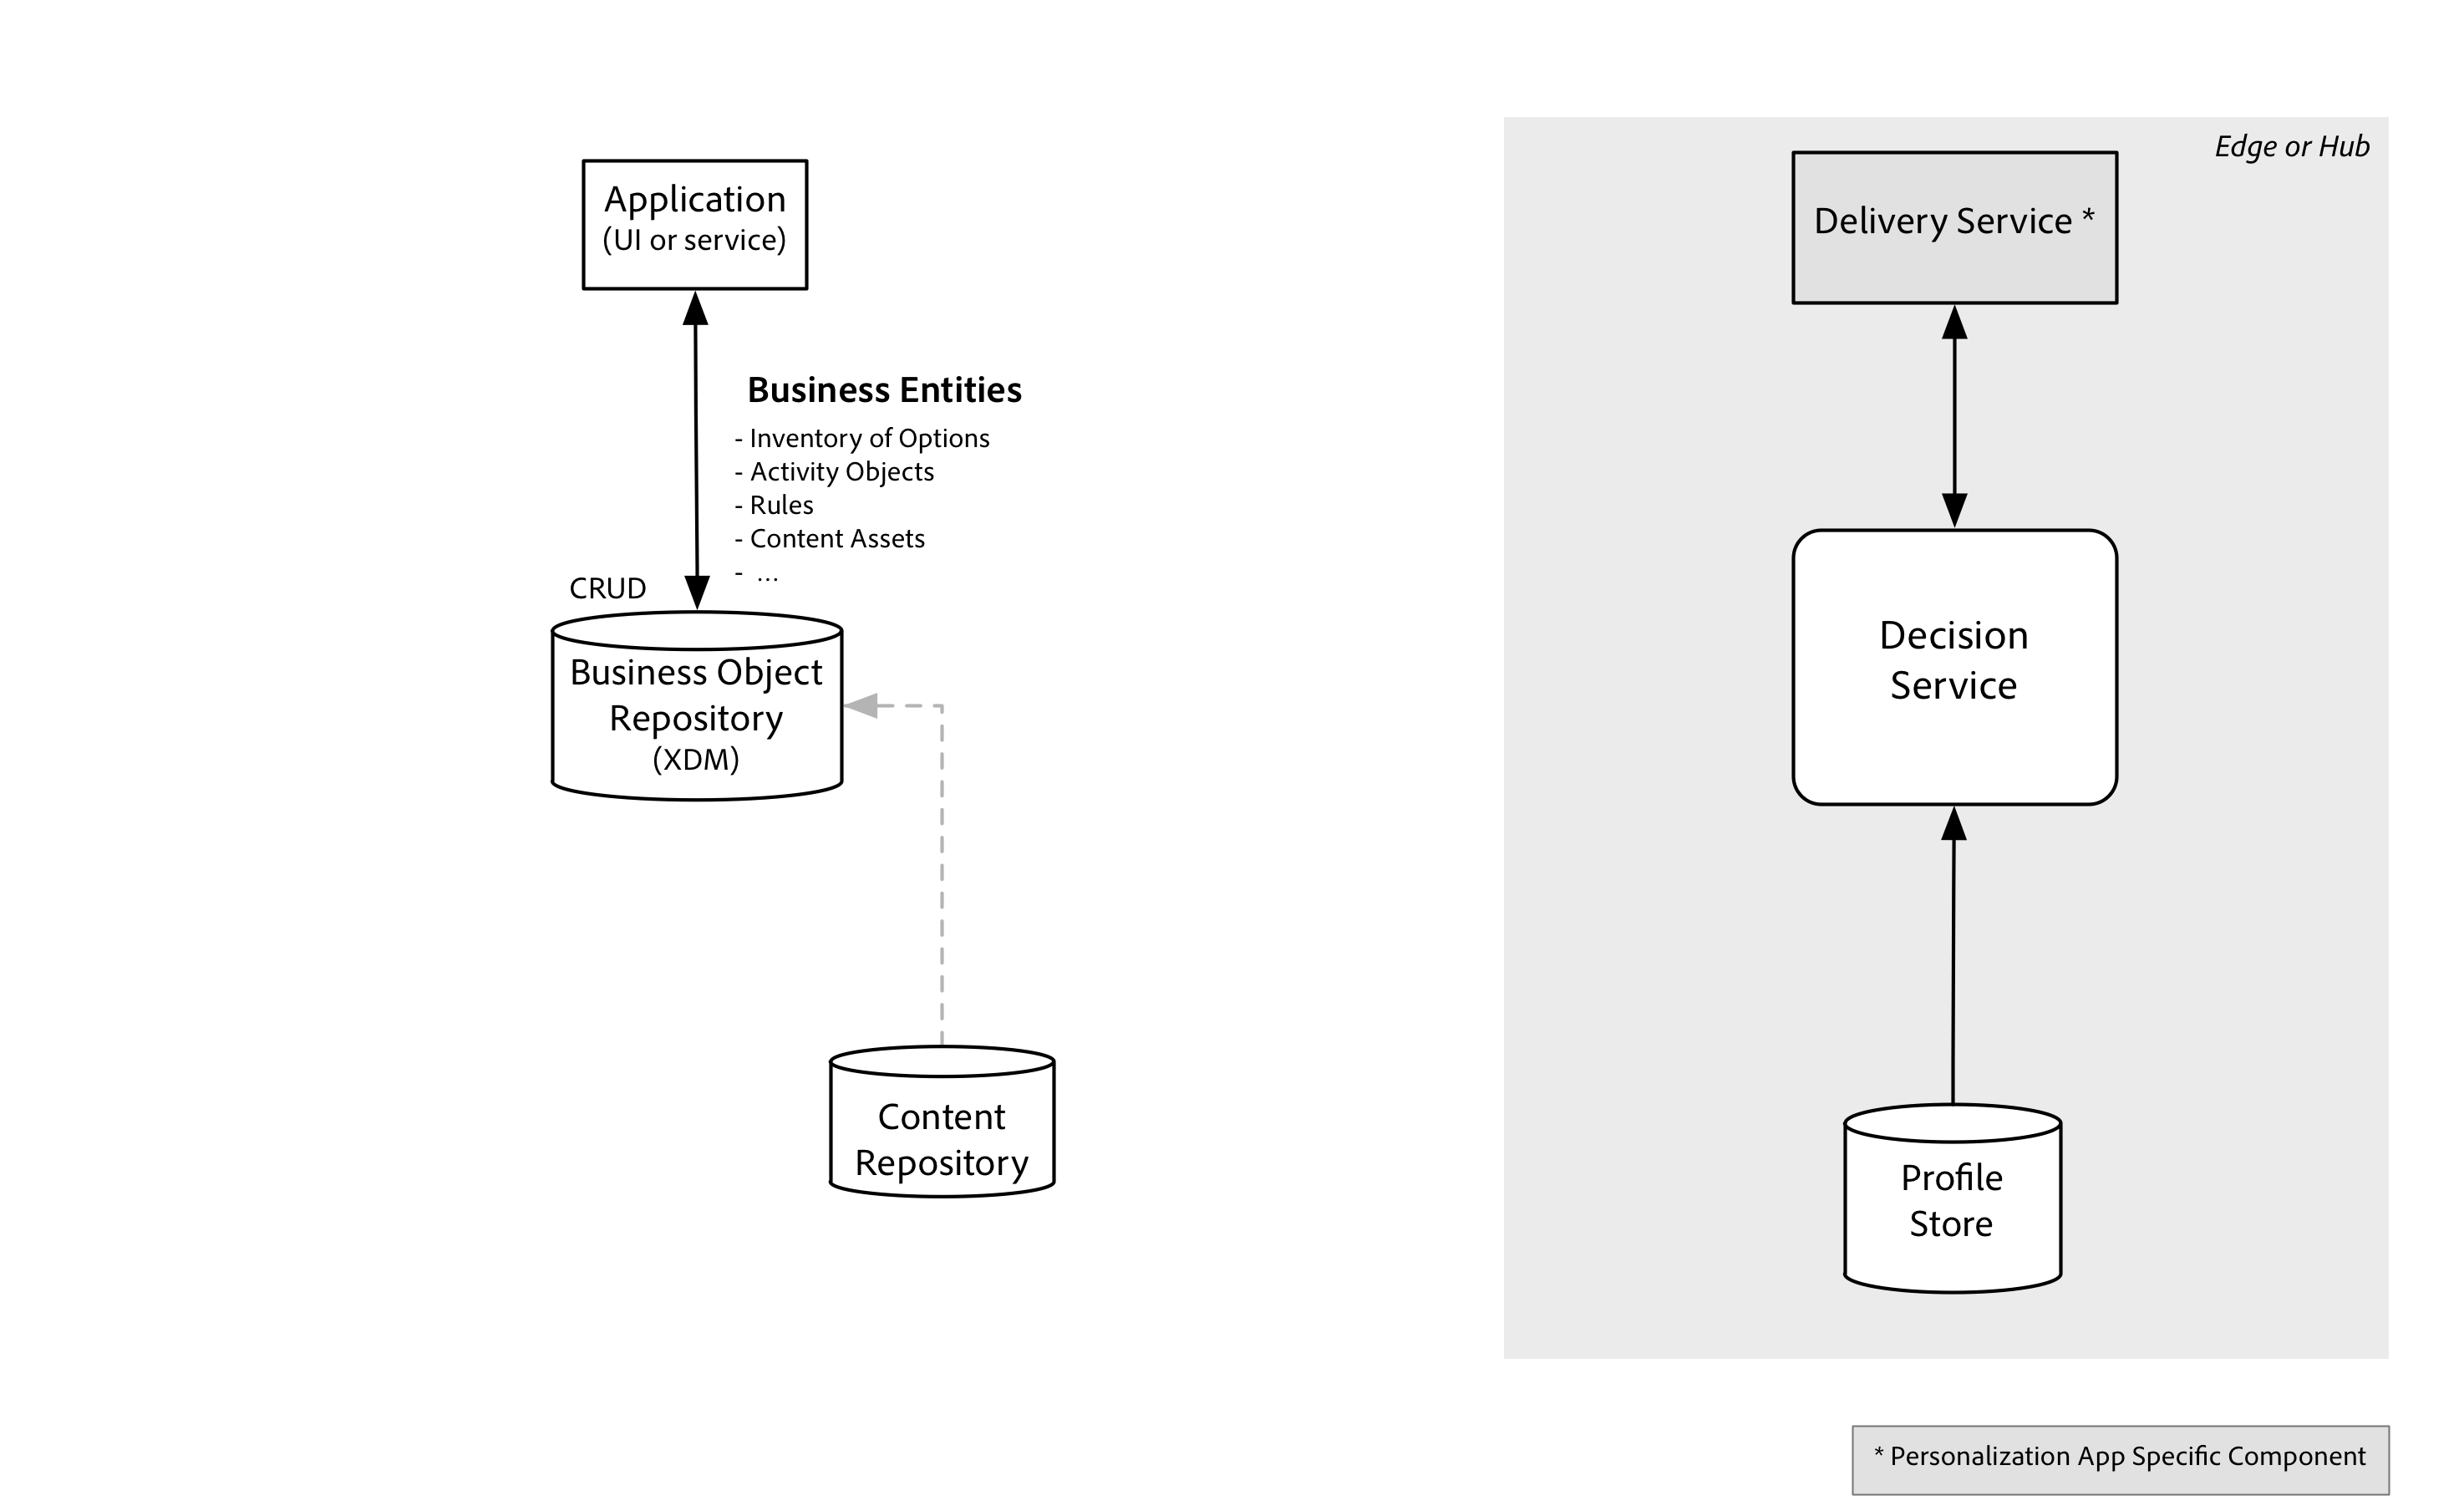 Application
(UI or service)
Business Entities
- Inventory of Options
- Activity Objects
- Rules
- Content Assets
- ...
CRUD
Business Object
Repository
(XDM)
Content
Repository
Edge or Hub
Delivery Service *
Decision
Service
Profile
Store
* Personalization App Specific Component